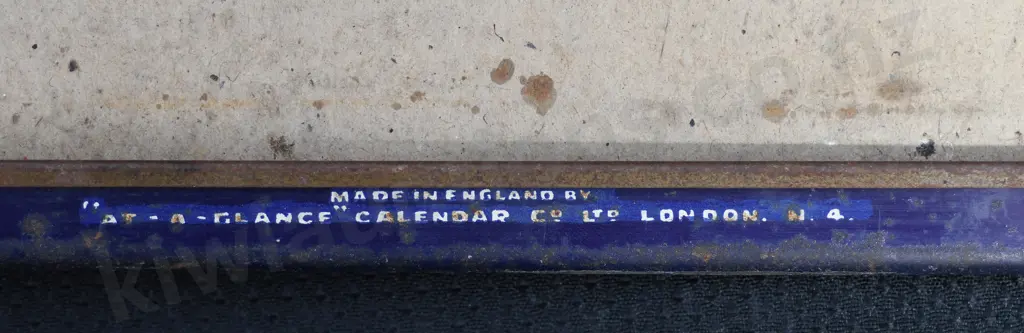 MADE IN ENGLAND BY
"AT-A-GLANCE" CALENDAR Co LTD LONDON. N. 4.